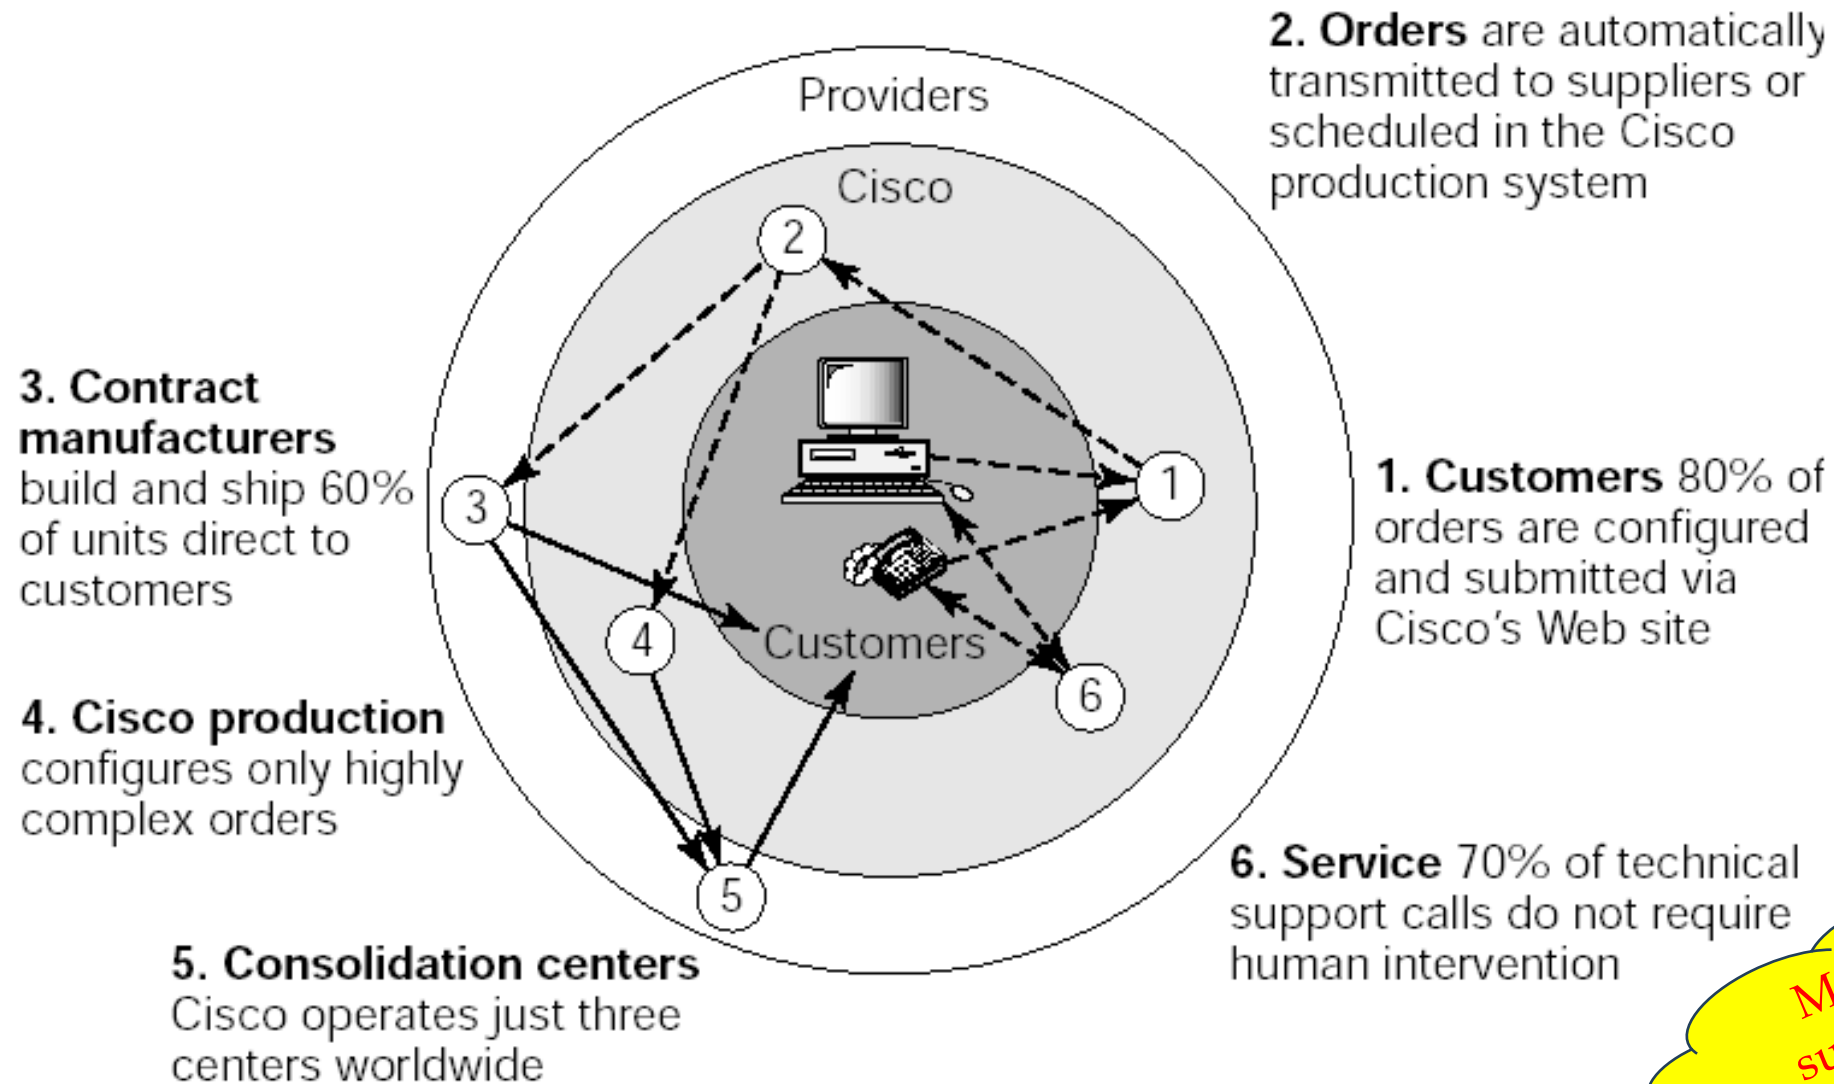 2. Orders are automatically
transmitted to suppliers or
scheduled in the Cisco
production system
Providers
Cisco
2
3. Contract
manufacturers
build and ship 60%
of units direct to
customers
3
1
1. Customers 80% of
orders are configured
and submitted via
Cisco's Web site
4
Customers
6
4. Cisco production
configures only highly
complex orders
5
6. Service 70% of technical
support calls do not require
human intervention
5. Consolidation centers
Cisco operates just three
centers worldwide